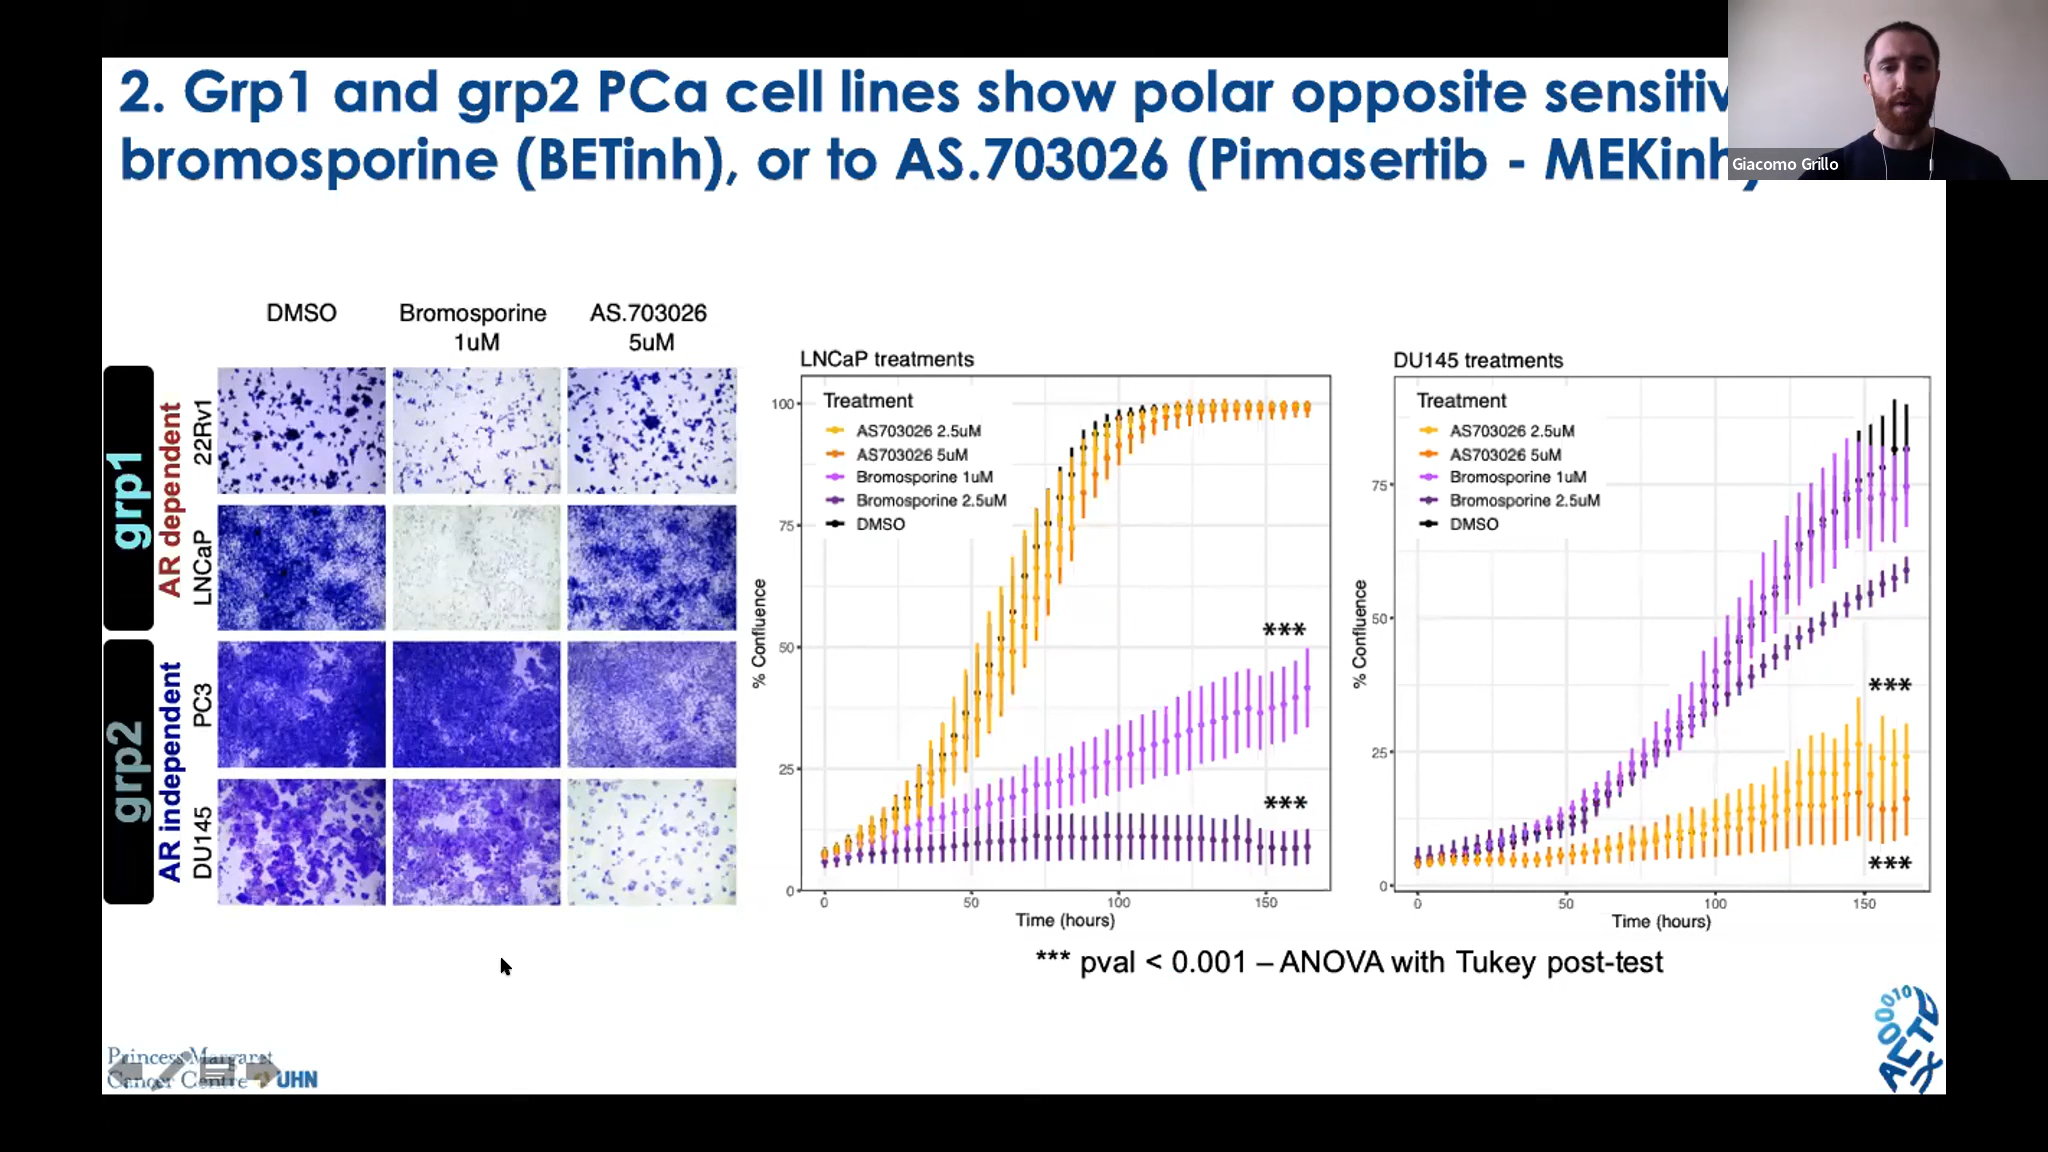 2. Grp1 and grp2 PCa cell lines show polar opposite sensitiv
bromosporine (BETinh), or to AS.703026 (Pimasertib - MEKinh)
Giacomo Grillo
DMSO
Bromosporine
1uM
AS.703026
5uM
grp1
AR dependent
22Rv1
LNCaP
grp2
AR independent
PC3
DU145
LNCaP treatments
Treatment
AS703026 2.5uM
AS703026 5uM
Bromosporine 1uM
Bromosporine 2.5uM
DMSO
% Confluence
100
75
50
25
0
***
***
0
50
100
150
Time (hours)
DU145 treatments
Treatment
AS703026 2.5uM
AS703026 5uM
Bromosporine 1uM
Bromosporine 2.5uM
DMSO
% Confluence
75
50
25
0
***
***
0
50
100
150
Time (hours)
*** pval < 0.001 – ANOVA with Tukey post-test
Princess Margaret
Cancer Centre UHN